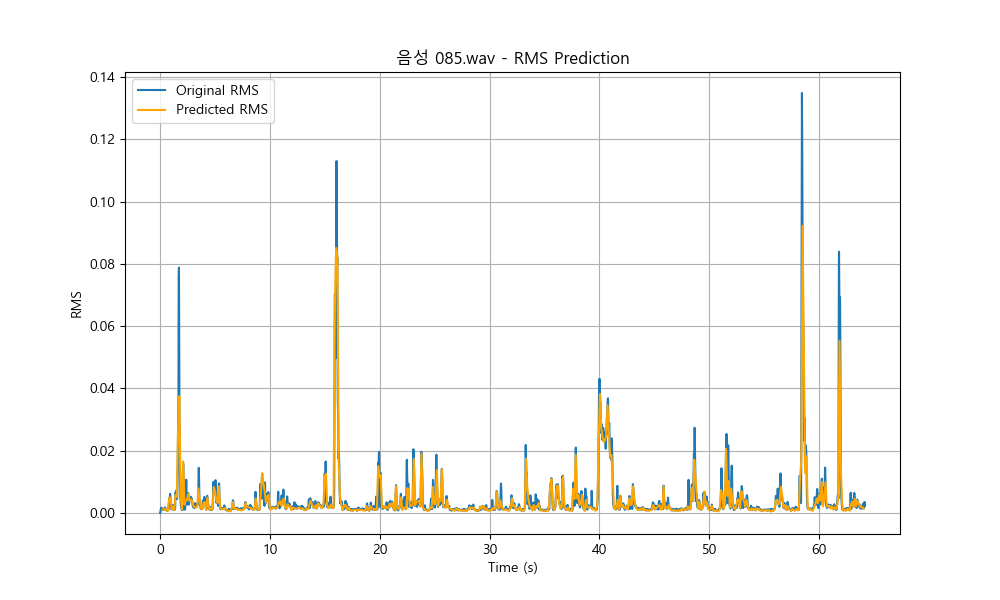 음성 085.wav - RMS Prediction
Original RMS
Predicted RMS
RMS
0.14
0.12
0.10
0.08
0.06
0.04
0.02
0.00
0 10 20 30 40 50 60
Time (s)